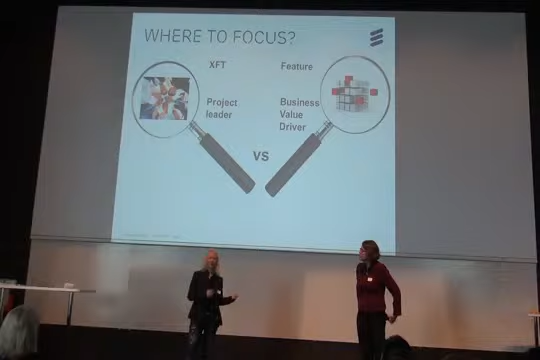 WHERE TO FOCUS?
XFT
Feature
Project
leader
Business
Value
Driver
VS